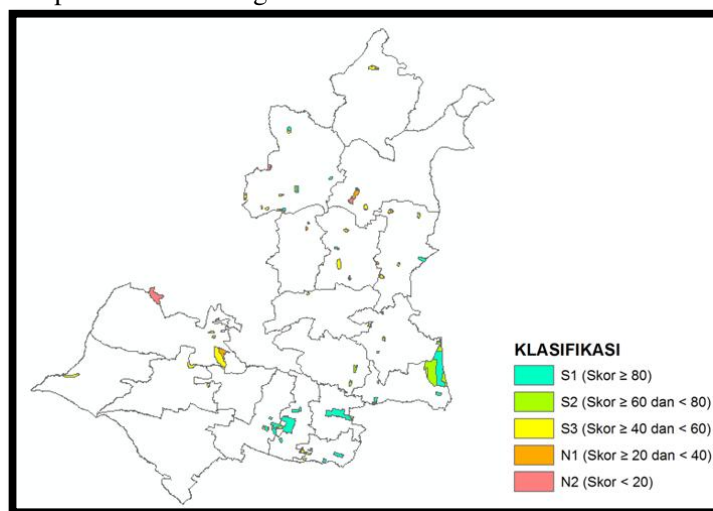 KLASIFIKASI
S1 (Skor ≥ 80)
S2 (Skor ≥ 60 dan < 80)
S3 (Skor ≥ 40 dan < 60)
N1 (Skor ≥ 20 dan < 40)
N2 (Skor < 20)